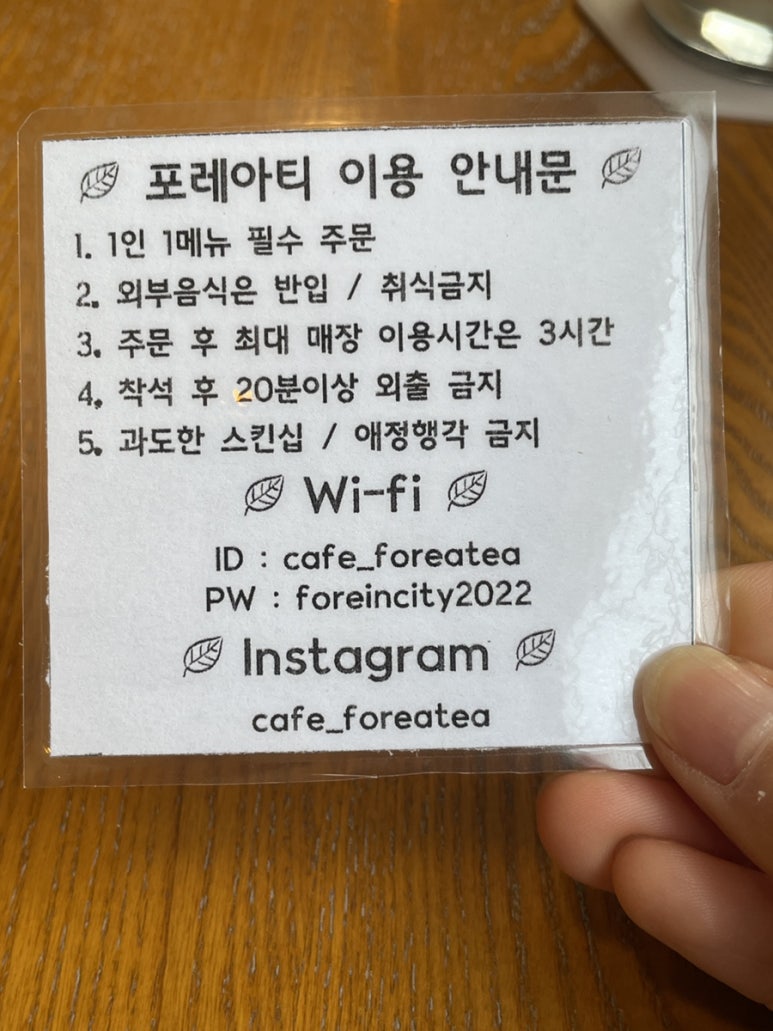 포레아티 이용 안내문
1. 1인 1메뉴 필수 주문
2. 외부음식은 반입 / 취식금지
3. 주문 후 최대 매장 이용시간은 3시간
4. 착석 후 20분이상 외출 금지
5. 과도한 스킨십 / 애정행각 금지
Wi-fi
ID : cafe_foreatea
PW : foreincity2022
Instagram
cafe_foreatea